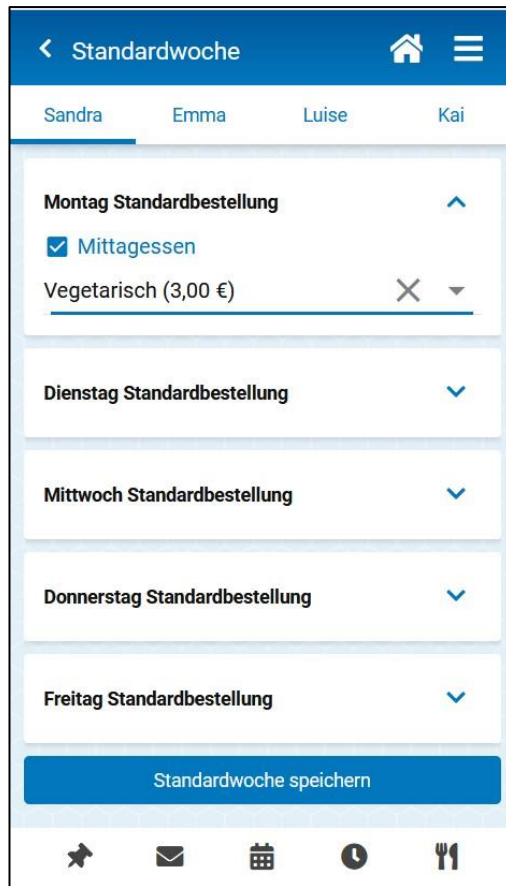 Standardwoche
Sandra Emma Luise Kai
Montag Standardbestellung
Mittagessen
Vegetarisch (3,00 €)
Dienstag Standardbestellung
Mittwoch Standardbestellung
Donnerstag Standardbestellung
Freitag Standardbestellung
Standardwoche speichern